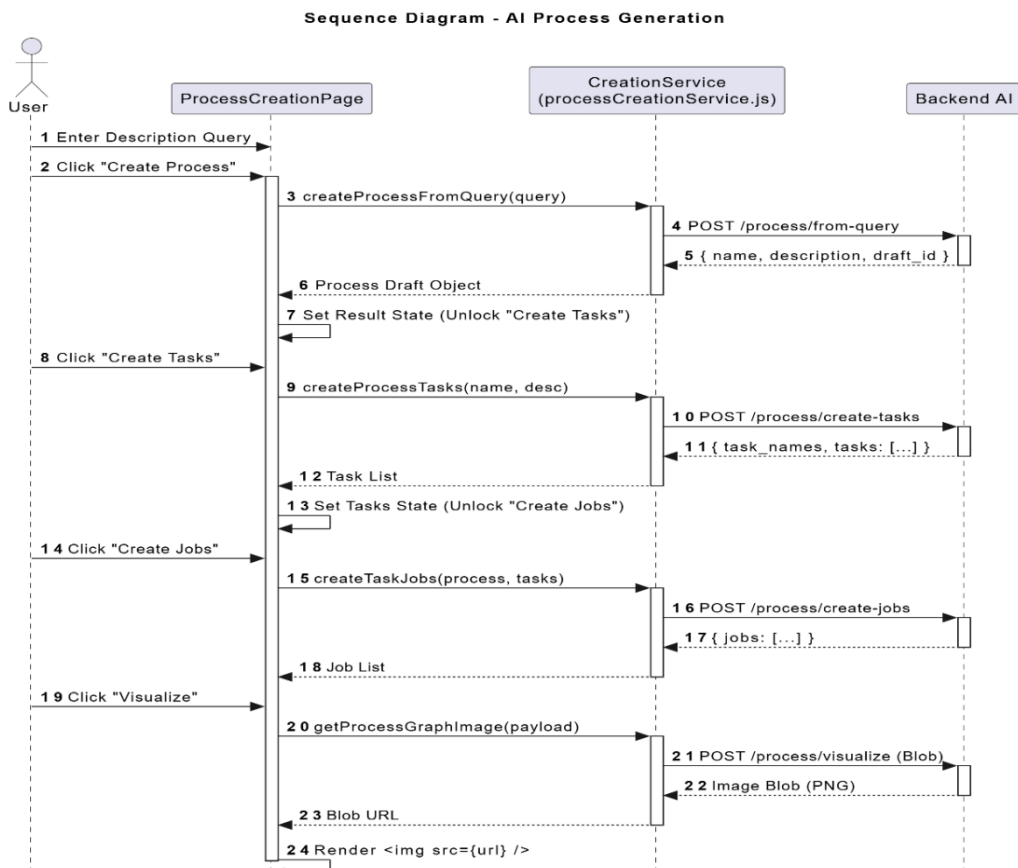 Sequence Diagram - AI Process Generation
User
ProcessCreationPage
CreationService
(processCreationService.js)
Backend AI
1 Enter Description Query
2 Click "Create Process"
3 createProcessFromQuery(query)
4 POST /process/from-query
5 { name, description, draft_id }
6 Process Draft Object
7 Set Result State (Unlock "Create Tasks")
8 Click "Create Tasks"
9 createProcessTasks(name, desc)
10 POST /process/create-tasks
11 { task_names, tasks: [...] }
12 Task List
13 Set Tasks State (Unlock "Create Jobs")
14 Click "Create Jobs"
15 createTaskJobs(process, tasks)
16 POST /process/create-jobs
17 { jobs: [...] }
18 Job List
19 Click "Visualize"
20 getProcessGraphImage(payload)
21 POST /process/visualize (Blob)
22 Image Blob (PNG)
23 Blob URL
24 Render <img src={url} />